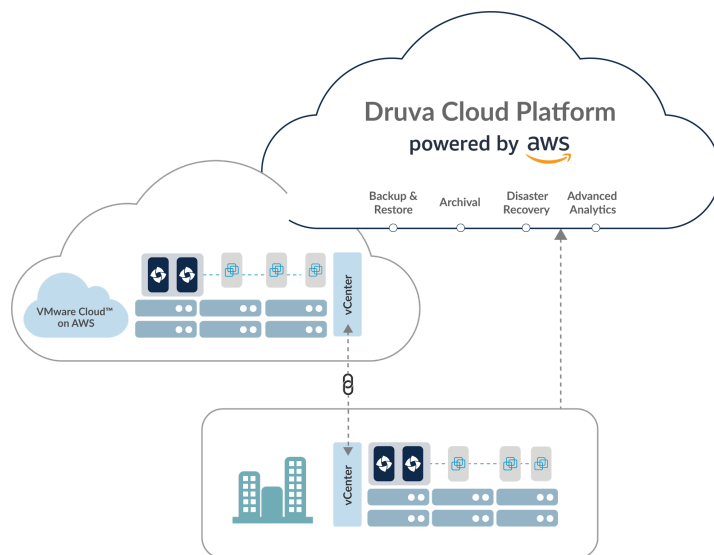 Druva Cloud Platform
powered by aws
Backup &
Restore
Archival
Disaster
Recovery
Advanced
Analytics
VMware Cloud™
on AWS
vCenter
vCenter